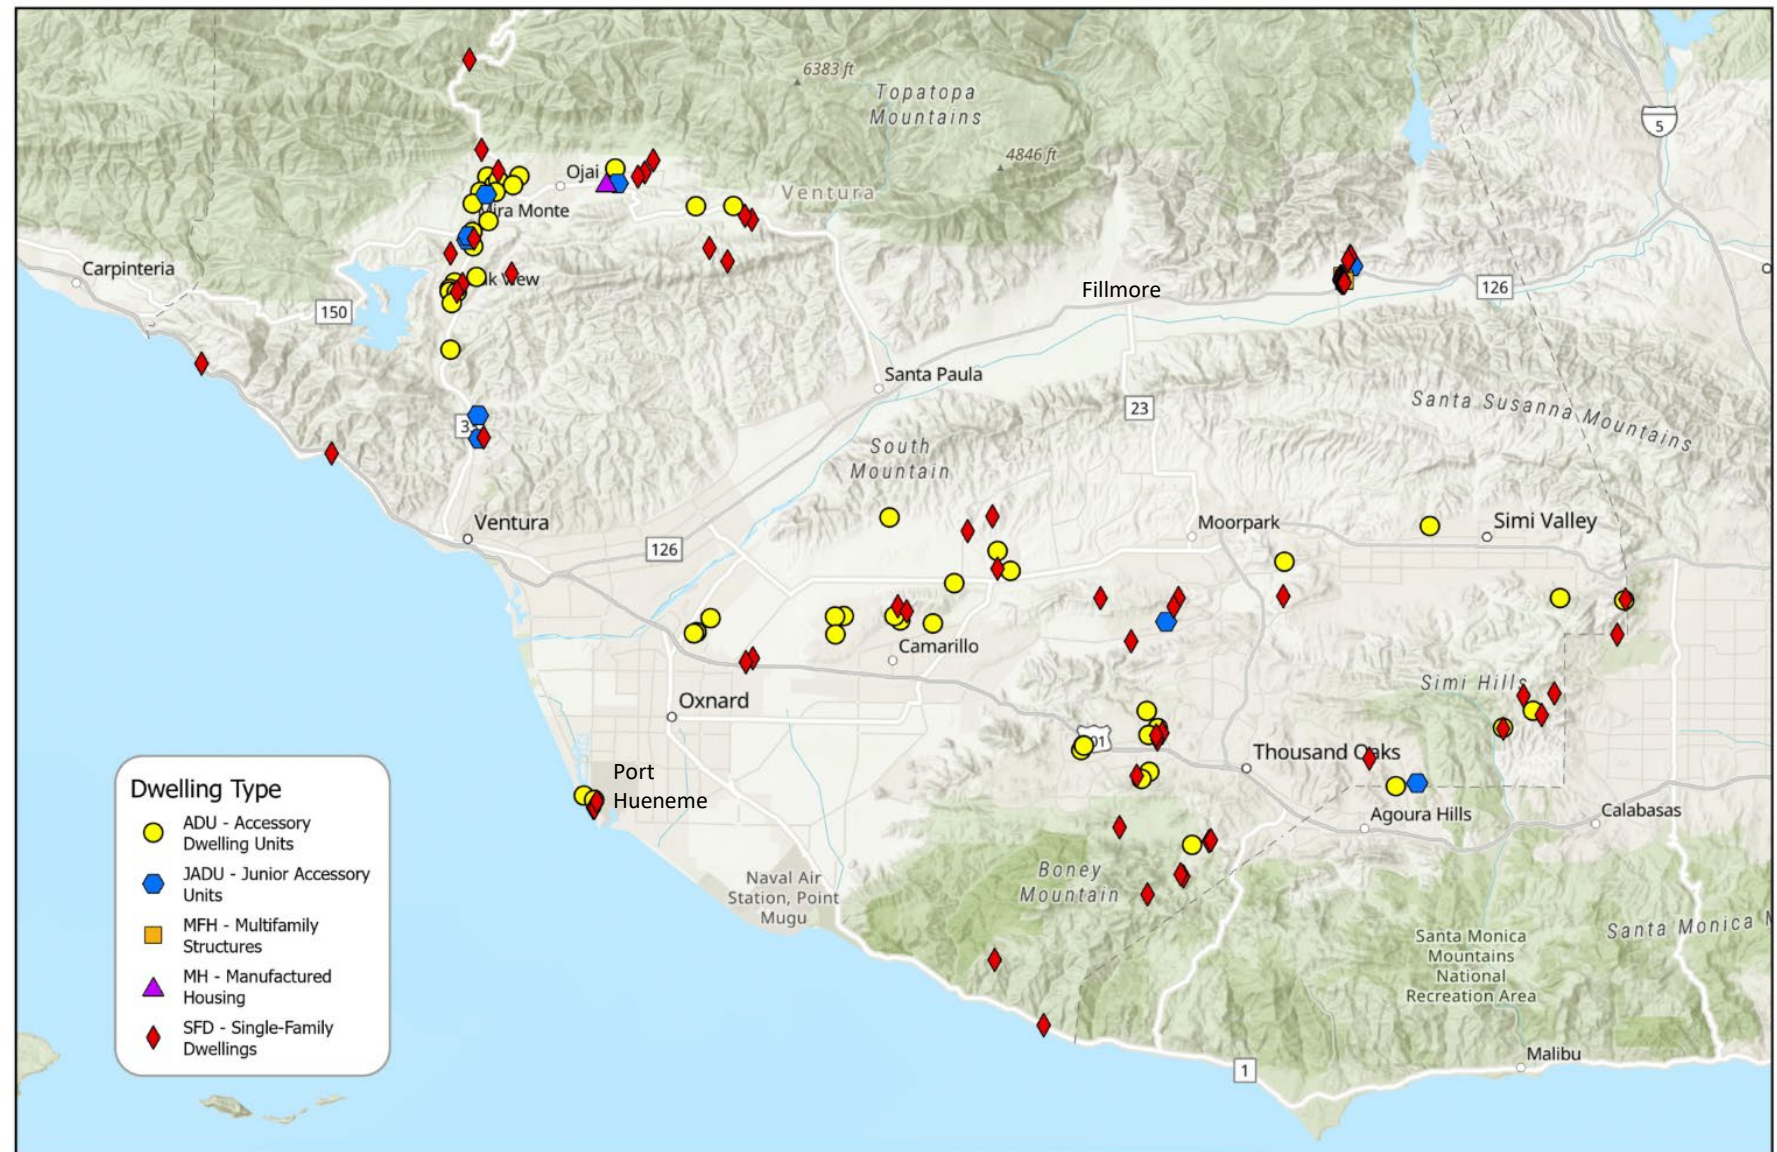 6383 ft
Topatopa
Mountains
5
4846 ft
Ojai
Ventura
Mira Monte
Carpinteria
Oak View
Fillmore
126
150
Santa Paula
23
Santa Susanna Mountains
3
South
Mountain
Ventura
Moorpark
Simi Valley
126
Camarillo
Simi Hills
Oxnard
101
Thousand Oaks
Port
Hueneme
Agoura Hills
Calabasas
Boney
Mountain
Naval Air
Station, Point
Mugu
Santa Monica
Santa Monica
Mountains
National
Recreation Area
Malibu
1
Dwelling Type
ADU - Accessory
Dwelling Units
JADU - Junior Accessory
Units
MFH - Multifamily
Structures
MH - Manufactured
Housing
SFD - Single-Family
Dwellings